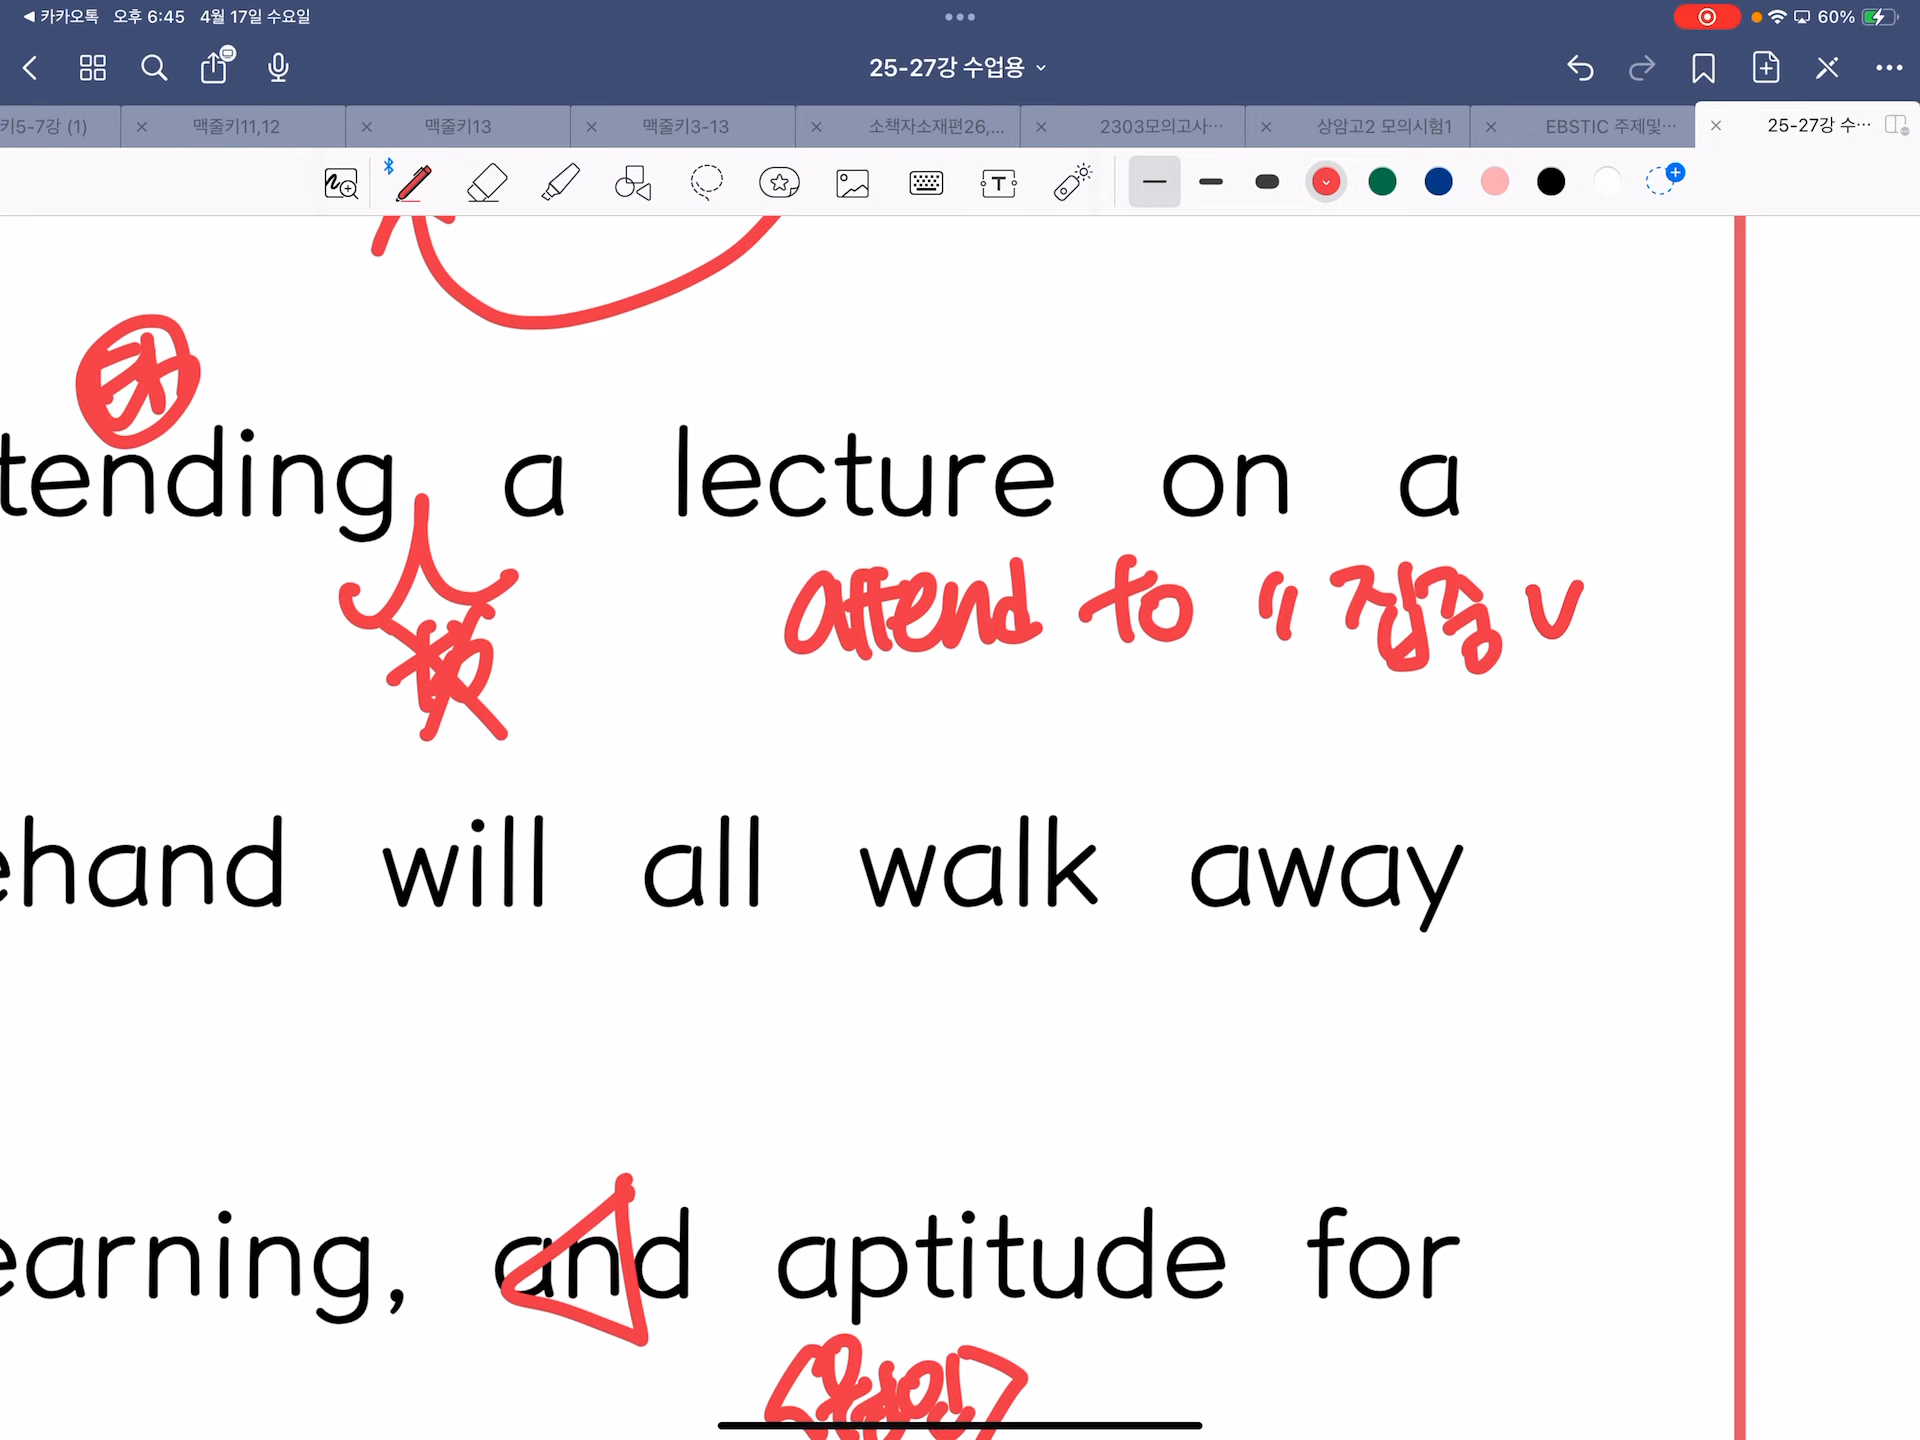 카카오톡 오후 6:45 4월 17일 수요일 60%
25-27강 수업용
키5-7강 (1) 맥줄키11,12 맥줄키13 맥줄키3-13 소책자소재편26,... 2303모의고사... 상암고2 모의시험1 EBSTIC 주제및... 25-27강 수...
타
tending a lecture on a
attend to " 집중
ehand will all walk away
earning, and aptitude for